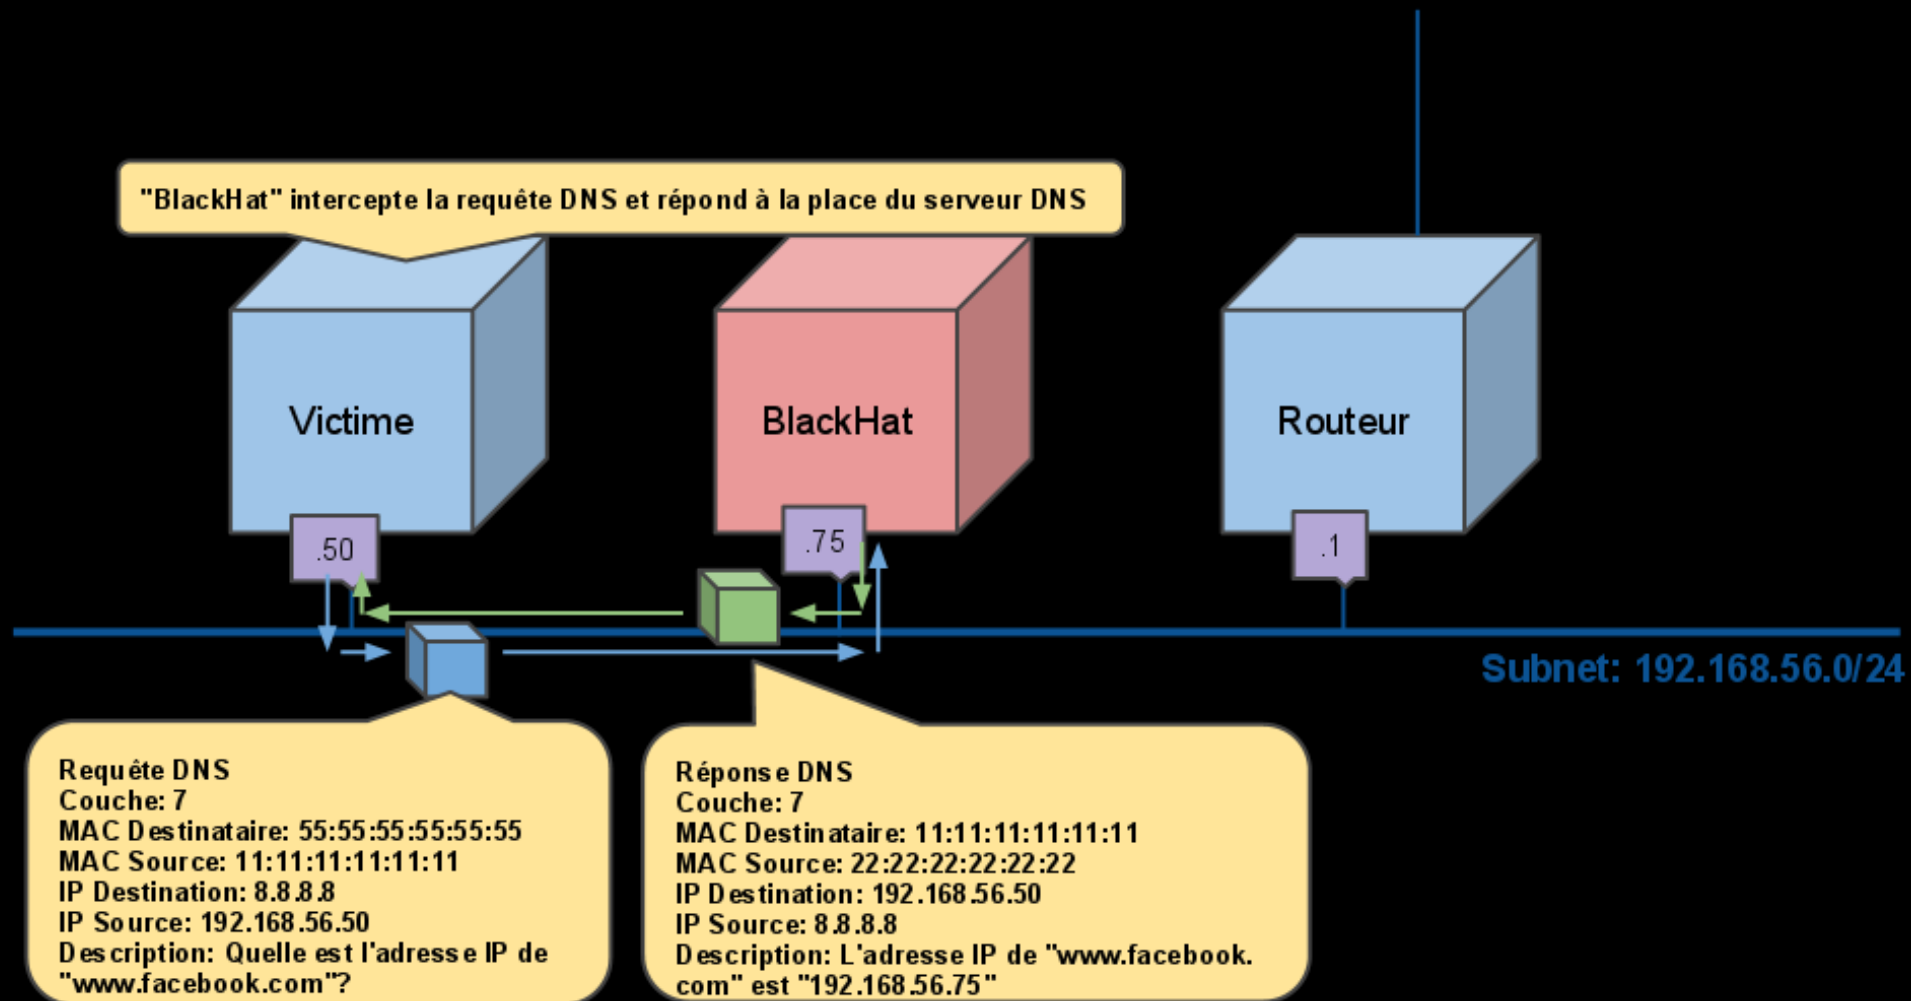 "BlackHat" intercepte la requête DNS et répond à la place du serveur DNS
Victime
BlackHat
Routeur
.50
.75
.1
Subnet: 192.168.56.0/24
Requête DNS
Couche: 7
MAC Destinataire: 55:55:55:55:55:55
MAC Source: 11:11:11:11:11:11
IP Destination: 8.8.8.8
IP Source: 192.168.56.50
Description: Quelle est l'adresse IP de
"www.facebook.com"?
Réponse DNS
Couche: 7
MAC Destinataire: 11:11:11:11:11:11
MAC Source: 22:22:22:22:22:22
IP Destination: 192.168.56.50
IP Source: 8.8.8.8
Description: L'adresse IP de "www.facebook.
com" est "192.168.56.75"